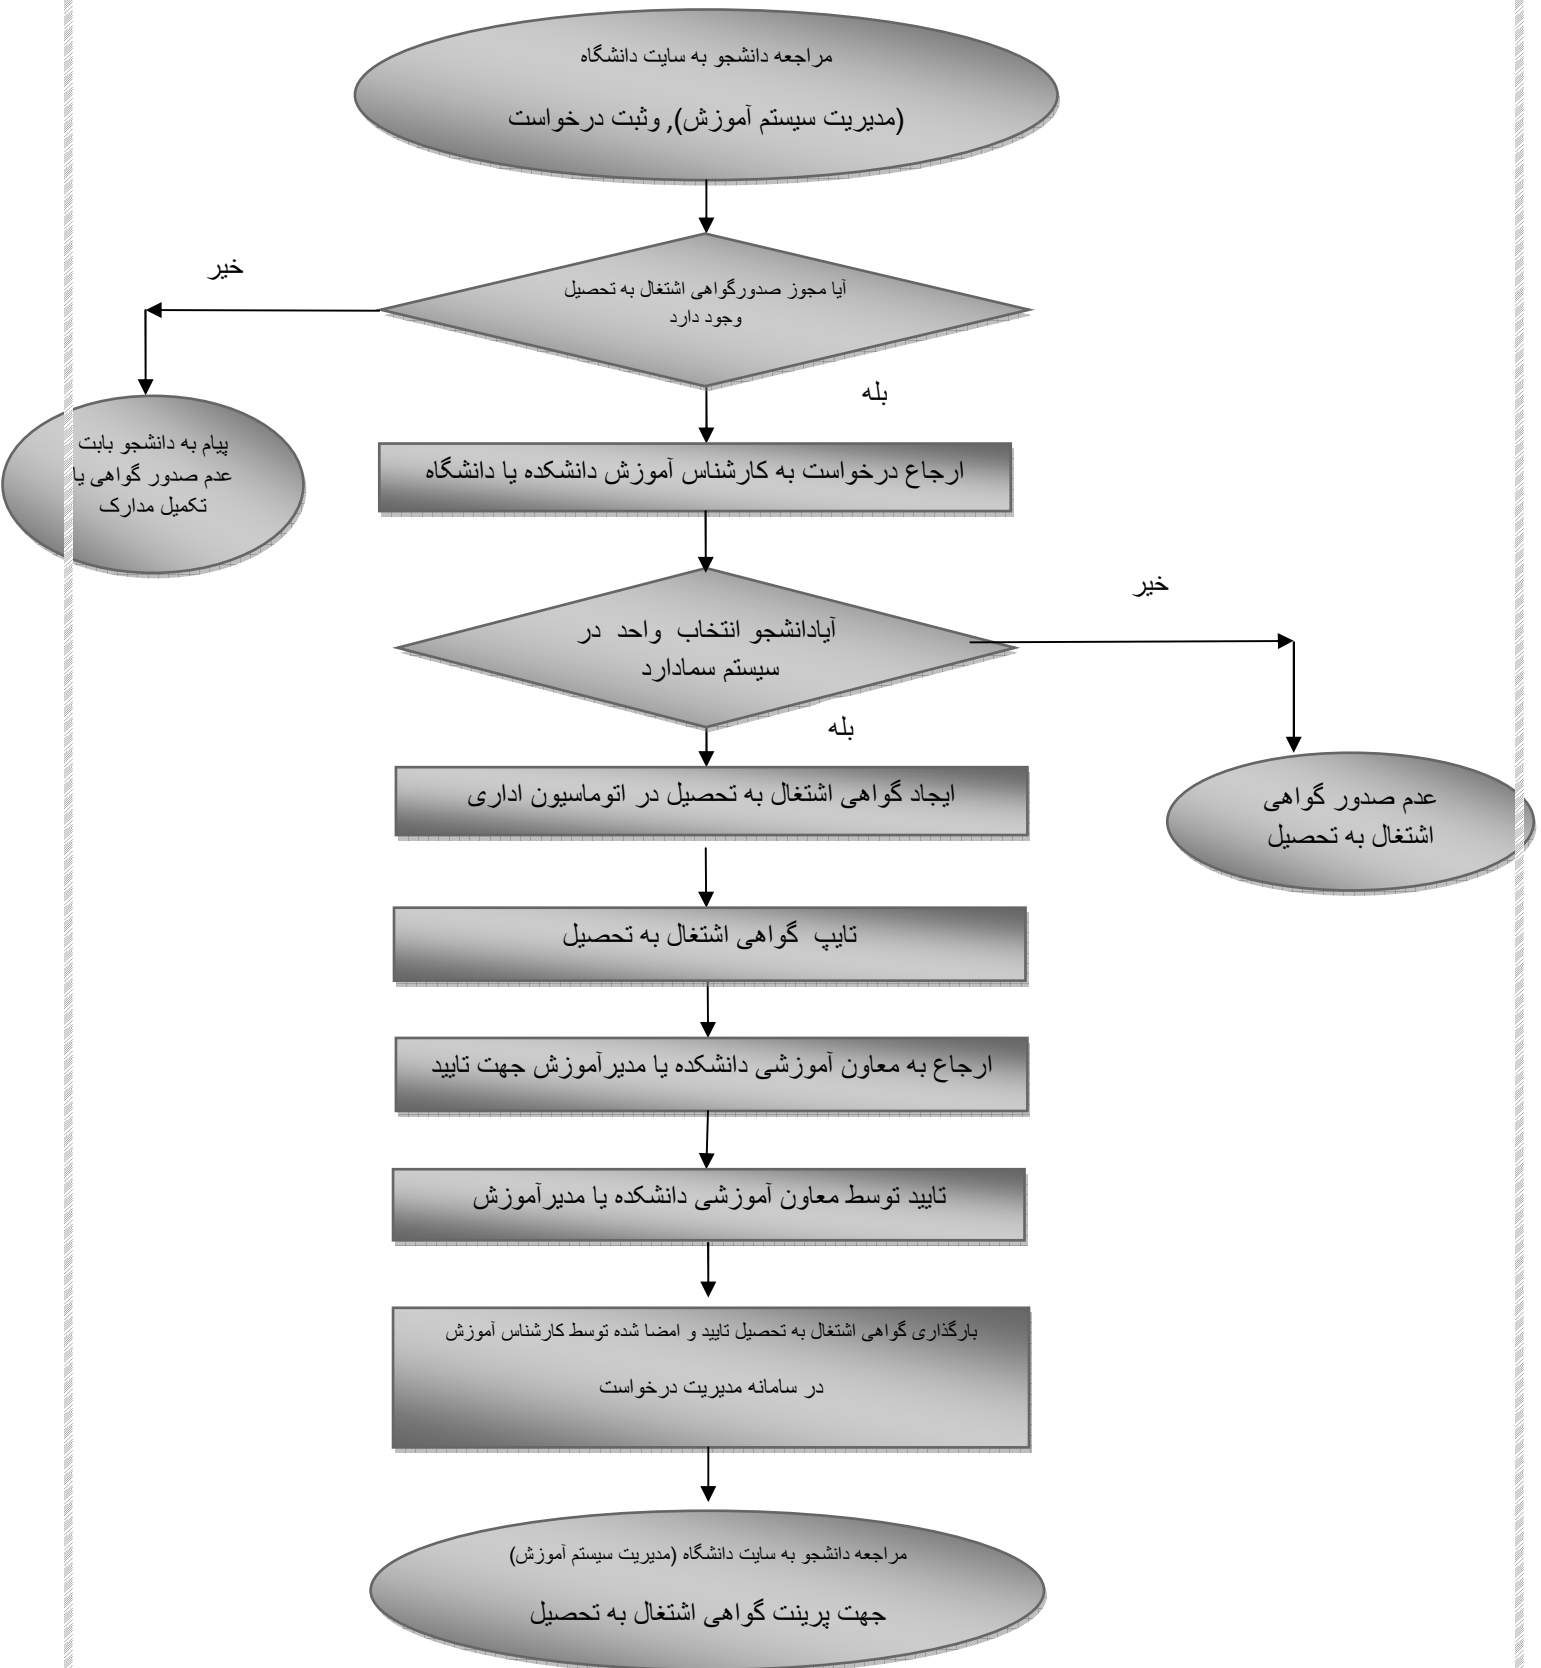 مراجعه دانشجو به سایت دانشگاه
(مدیریت سیستم آموزش), وثبت درخواست
خیر
آیا مجوز صدورگواهی اشتغال به تحصیل
وجود دارد
بله
پیام به دانشجو بابت
عدم صدور گواهی یا
تکمیل مدارک
ارجاع درخواست به کارشناس آموزش دانشکده یا دانشگاه
خیر
آیادانشجو انتخاب واحد در
سیستم سمادارد
بله
ایجاد گواهی اشتغال به تحصیل در اتوماسیون اداری
عدم صدور گواهی
اشتغال به تحصیل
تایپ گواهی اشتغال به تحصیل
ارجاع به معاون آموزشی دانشکده یا مدیرآموزش جهت تایید
تایید توسط معاون آموزشی دانشکده یا مدیرآموزش
بارگذاری گواهی اشتغال به تحصیل تایید و امضا شده توسط کارشناس آموزش
در سامانه مدیریت درخواست
مراجعه دانشجو به سایت دانشگاه (مدیریت سیستم آموزش)
جهت پرینت گواهی اشتغال به تحصیل